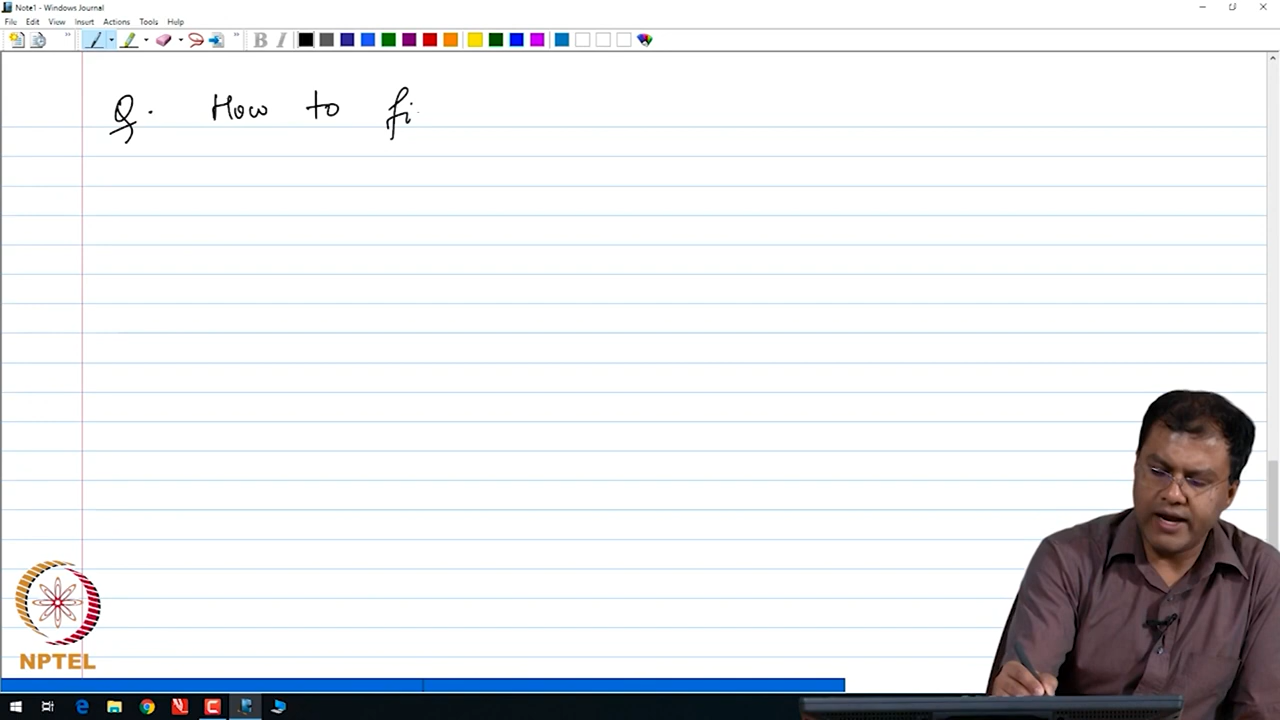 Note1 - Windows Journal
File Edit View Insert Actions Tools Help
B I
Q. How to fi
NPTEL